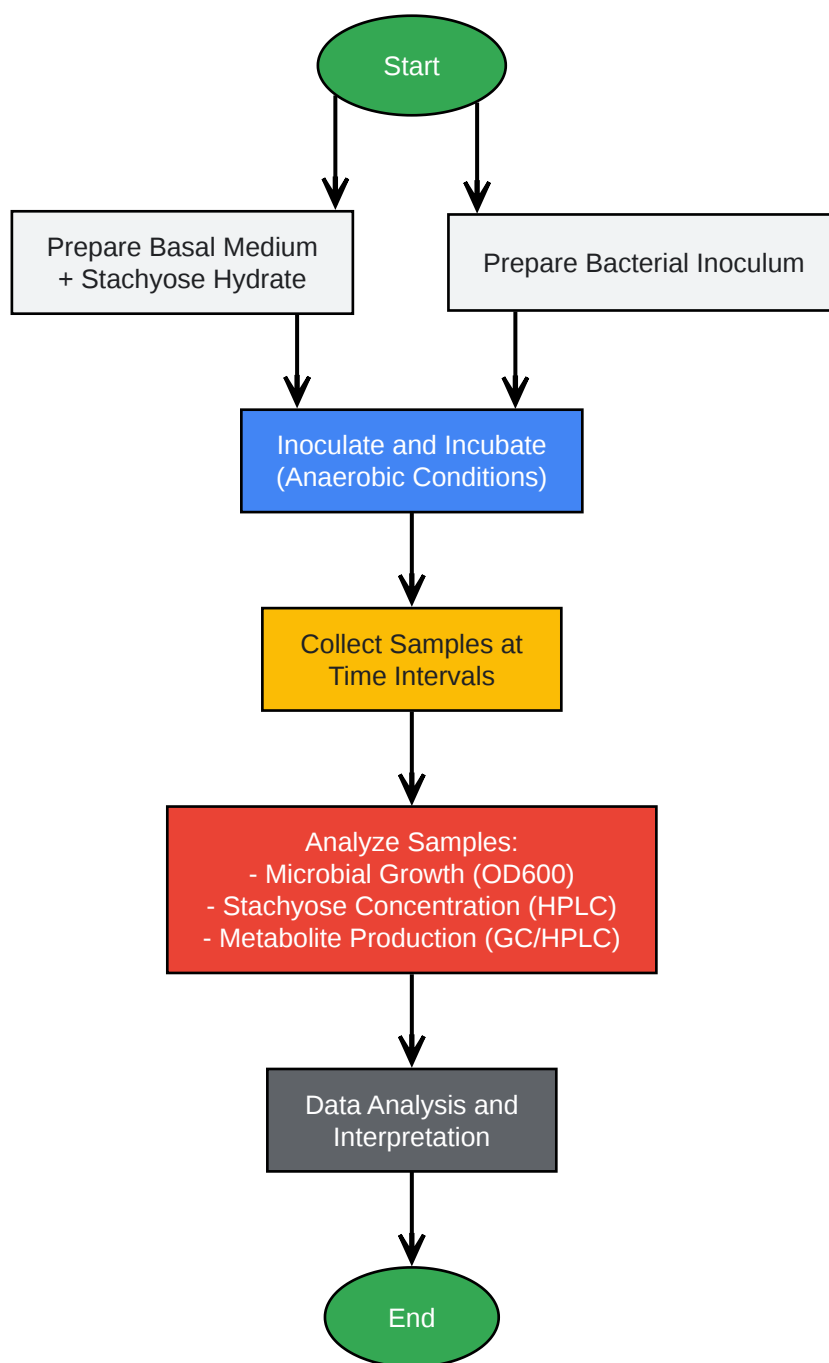 Start
Prepare Basal Medium
+ Stachyose Hydrate
Prepare Bacterial Inoculum
Inoculate and Incubate
(Anaerobic Conditions)
Collect Samples at
Time Intervals
Analyze Samples:
- Microbial Growth (OD600)
- Stachyose Concentration (HPLC)
- Metabolite Production (GC/HPLC)
Data Analysis and
Interpretation
End